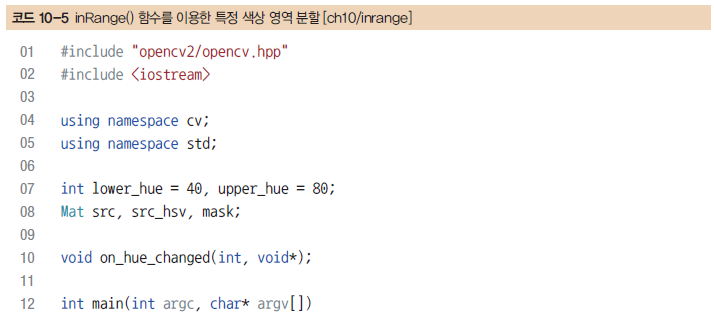 코드 10-5 inRange() 함수를 이용한 특정 색상 영역 분할 [ch10/inrange]
01 #include "opencv2/opencv.hpp"
02 #include <iostream>
03
04 using namespace cv;
05 using namespace std;
06
07 int lower_hue = 40, upper_hue = 80;
08 Mat src, src_hsv, mask;
09
10 void on_hue_changed(int, void*);
11
12 int main(int argc, char* argv[])